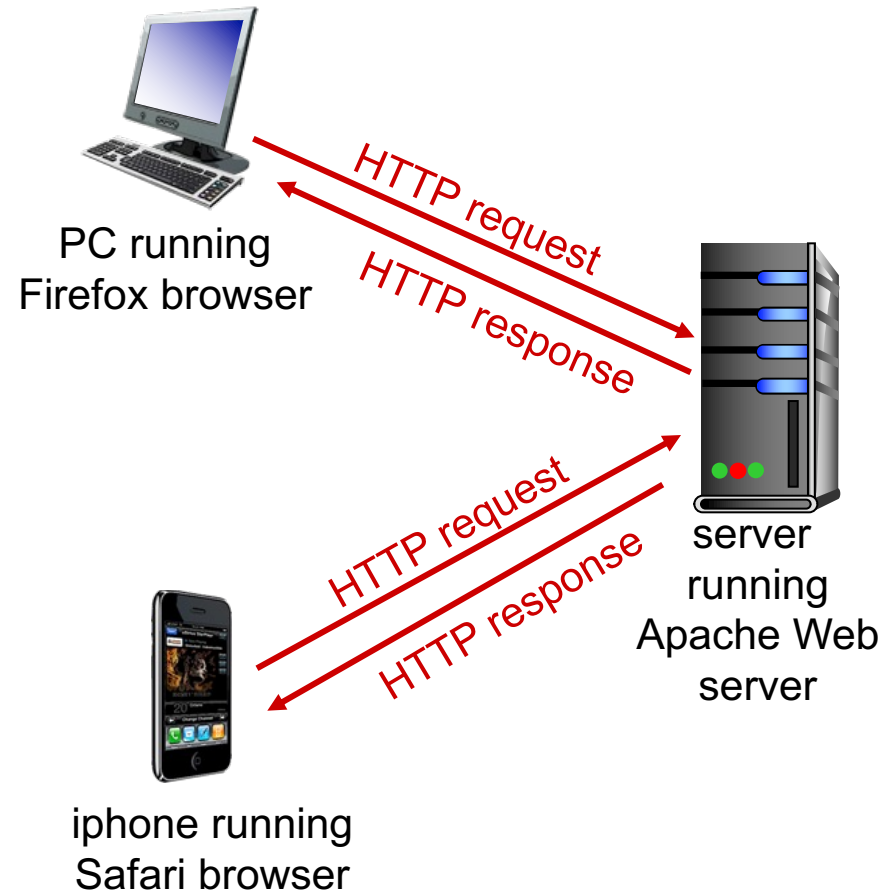 HTTP request
HTTP response
PC running
Firefox browser
HTTP request
HTTP response
server
running
Apache Web
server
iphone running
Safari browser